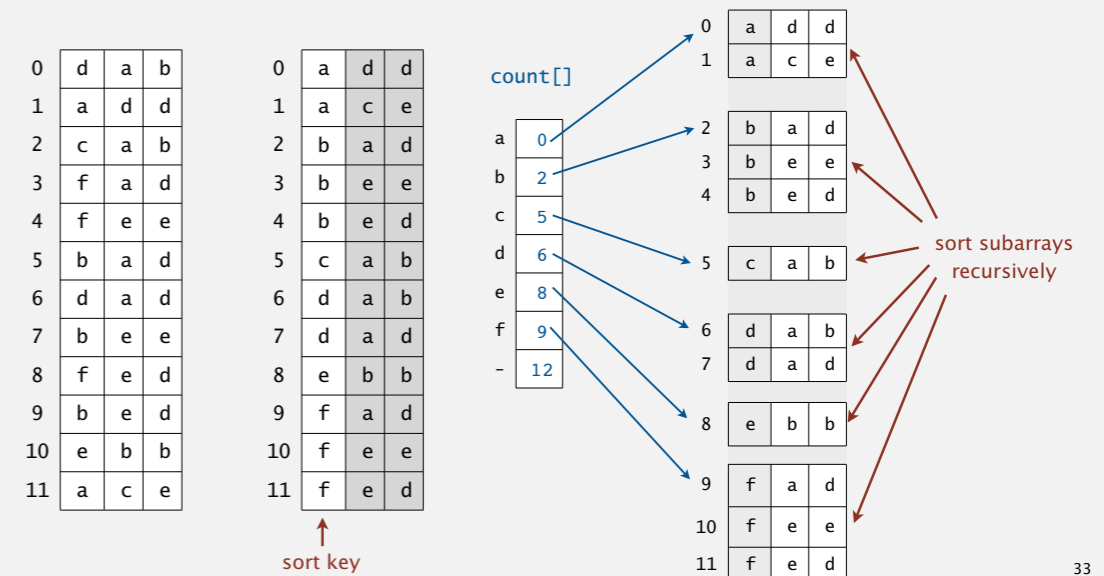 0 d a b
1 a d d
2 c a b
3 f a d
4 f e e
5 b a d
6 d a d
7 b e e
8 f e d
9 b e d
10 e b b
11 a c e
0 a d d
1 a c e
2 b a d
3 b e e
4 b e d
5 c a b
6 d a b
7 d a d
8 e b b
9 f a d
10 f e e
11 f e d
sort key
count[]
a 0
b 2
c 5
d 6
e 8
f 9
- 12
0 a d d
1 a c e
2 b a d
3 b e e
4 b e d
5 c a b
6 d a b
7 d a d
8 e b b
9 f a d
10 f e e
11 f e d
sort subarrays
recursively
33